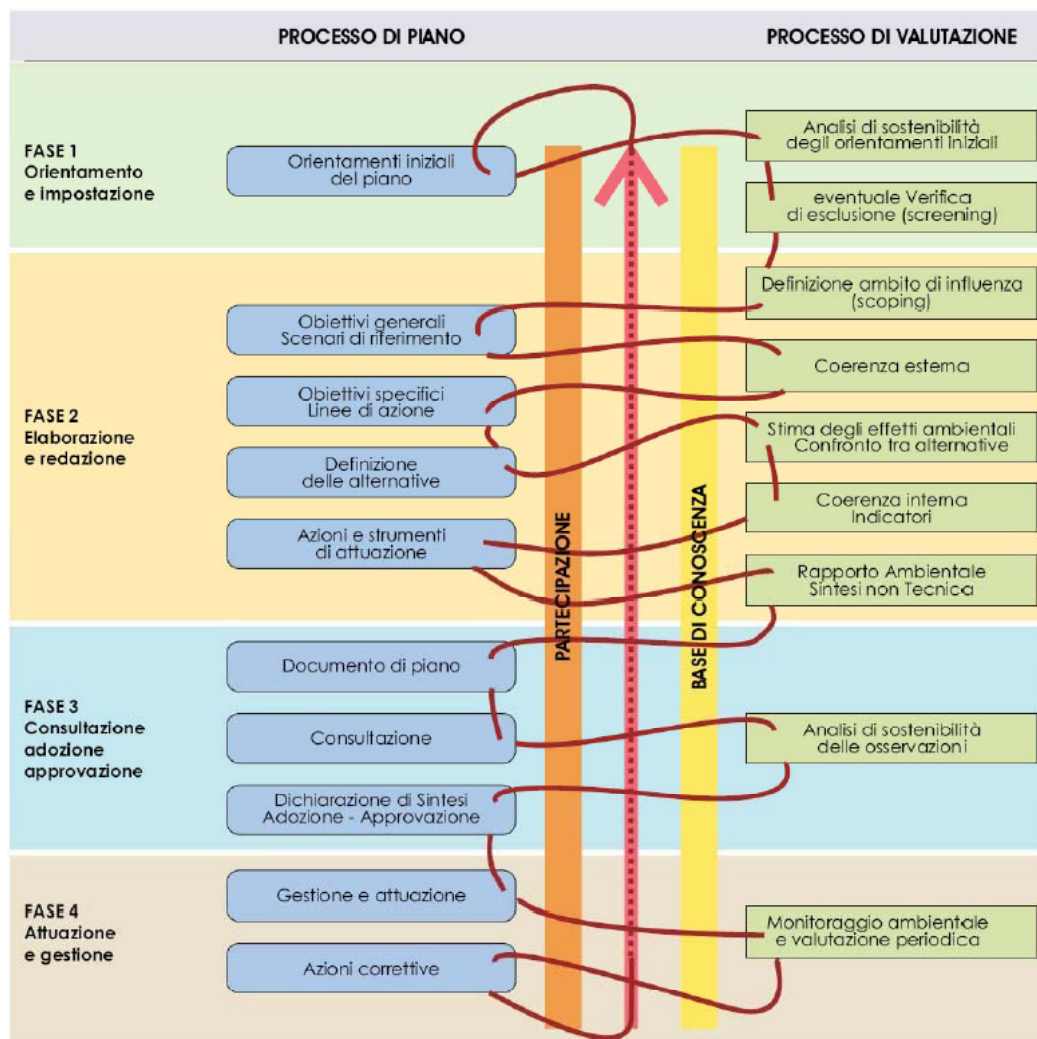 PROCESSO DI PIANO
PROCESSO DI VALUTAZIONE
FASE 1
Orientamento
e impostazione
Orientamenti iniziali
del piano
Analisi di sostenibilità
degli orientamenti iniziali
eventuale Verifica
di esclusione (screening)
FASE 2
Elaborazione
e redazione
Definizione ambito di influenza
(scoping)
Obiettivi generali
Scenari di riferimento
Coerenza esterna
Obiettivi specifici
Linee di azione
Stima degli effetti ambientali
Confronto tra alternative
Definizione
delle alternative
Coerenza interna
Indicatori
Azioni e strumenti
di attuazione
Rapporto Ambientale
Sintesi non Tecnica
PARTECIPAZIONE
BASE DI CONOSCENZA
FASE 3
Consultazione
adozione
approvazione
Documento di piano
Consultazione
Analisi di sostenibilità
delle osservazioni
Dichiarazione di Sintesi
Adozione - Approvazione
FASE 4
Attuazione
e gestione
Gestione e attuazione
Monitoraggio ambientale
e valutazione periodica
Azioni correttive